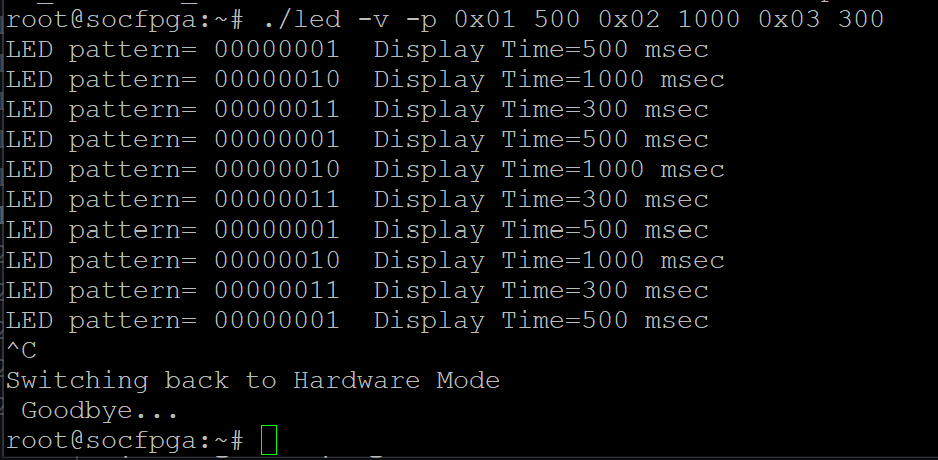 root@socfpga:~# ./led -v -p 0x01 500 0x02 1000 0x03 300
LED pattern= 00000001  Display Time=500 msec
LED pattern= 00000010  Display Time=1000 msec
LED pattern= 00000011  Display Time=300 msec
LED pattern= 00000001  Display Time=500 msec
LED pattern= 00000010  Display Time=1000 msec
LED pattern= 00000011  Display Time=300 msec
LED pattern= 00000001  Display Time=500 msec
LED pattern= 00000010  Display Time=1000 msec
LED pattern= 00000011  Display Time=300 msec
LED pattern= 00000001  Display Time=500 msec
^C
Switching back to Hardware Mode
 Goodbye...
root@socfpga:~#